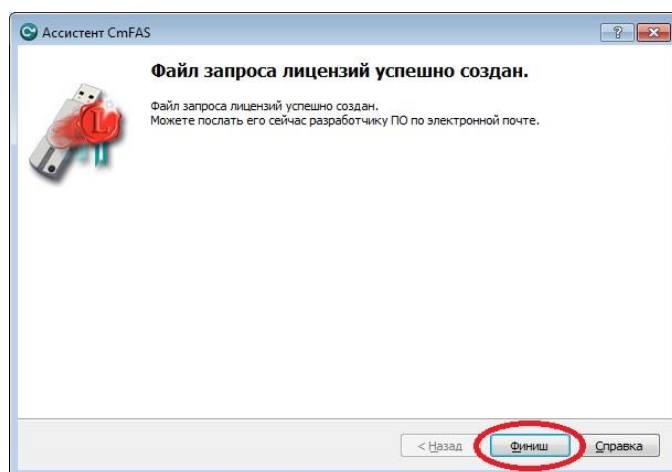 Ассистент CmFAS
Файл запроса лицензий успешно создан.
Файл запроса лицензий успешно создан.
Можете послать его сейчас разработчику ПО по электронной почте.
L
< Назад
Финиш
Справка